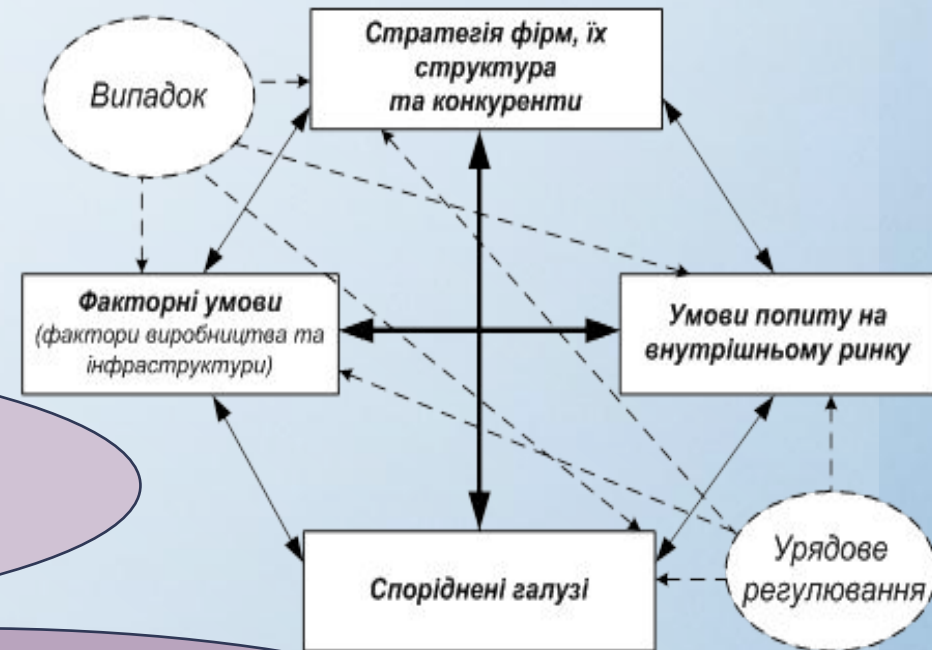 Стратегія фірм, їх
структура
та конкуренти
Випадок
Факторні умови
(фактори виробництва та
інфраструктури)
Умови попиту на
внутрішньому ринку
Споріднені галузі
Урядове
регулювання